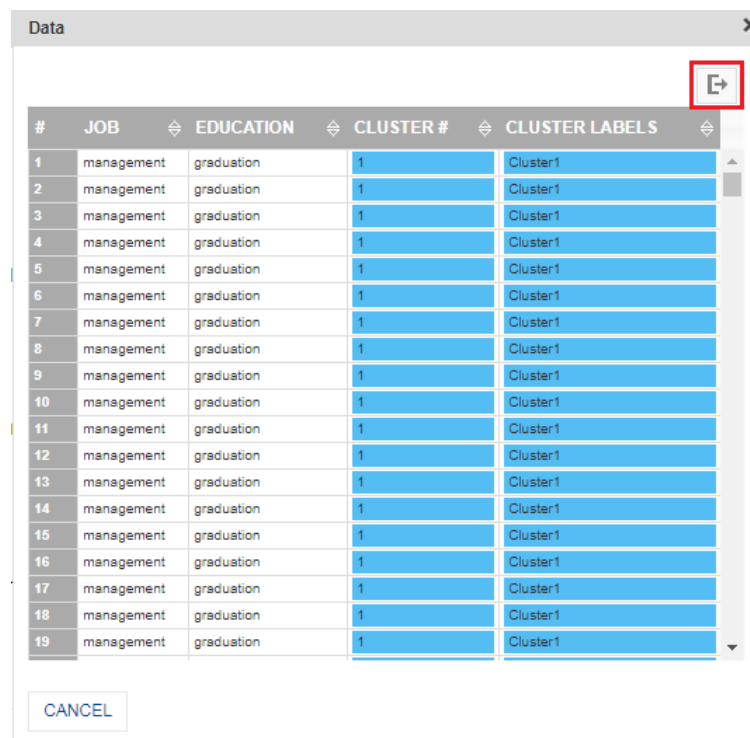 Data
# JOB EDUCATION CLUSTER # CLUSTER LABELS
1 management graduation 1 Cluster1
2 management graduation 1 Cluster1
3 management graduation 1 Cluster1
4 management graduation 1 Cluster1
5 management graduation 1 Cluster1
6 management graduation 1 Cluster1
7 management graduation 1 Cluster1
8 management graduation 1 Cluster1
9 management graduation 1 Cluster1
10 management graduation 1 Cluster1
11 management graduation 1 Cluster1
12 management graduation 1 Cluster1
13 management graduation 1 Cluster1
14 management graduation 1 Cluster1
15 management graduation 1 Cluster1
16 management graduation 1 Cluster1
17 management graduation 1 Cluster1
18 management graduation 1 Cluster1
19 management graduation 1 Cluster1
CANCEL